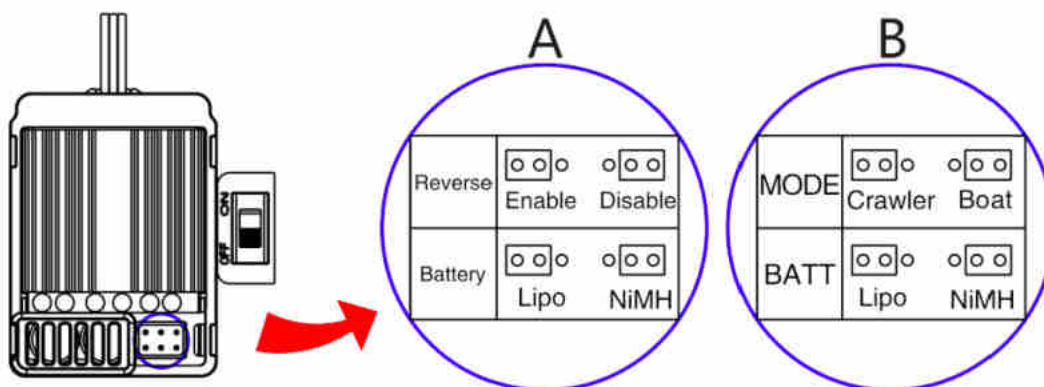 A
B
ON
OFF
Reverse
Enable Disable
Battery
Lipo NiMH
MODE
Crawler Boat
BATT
Lipo NiMH